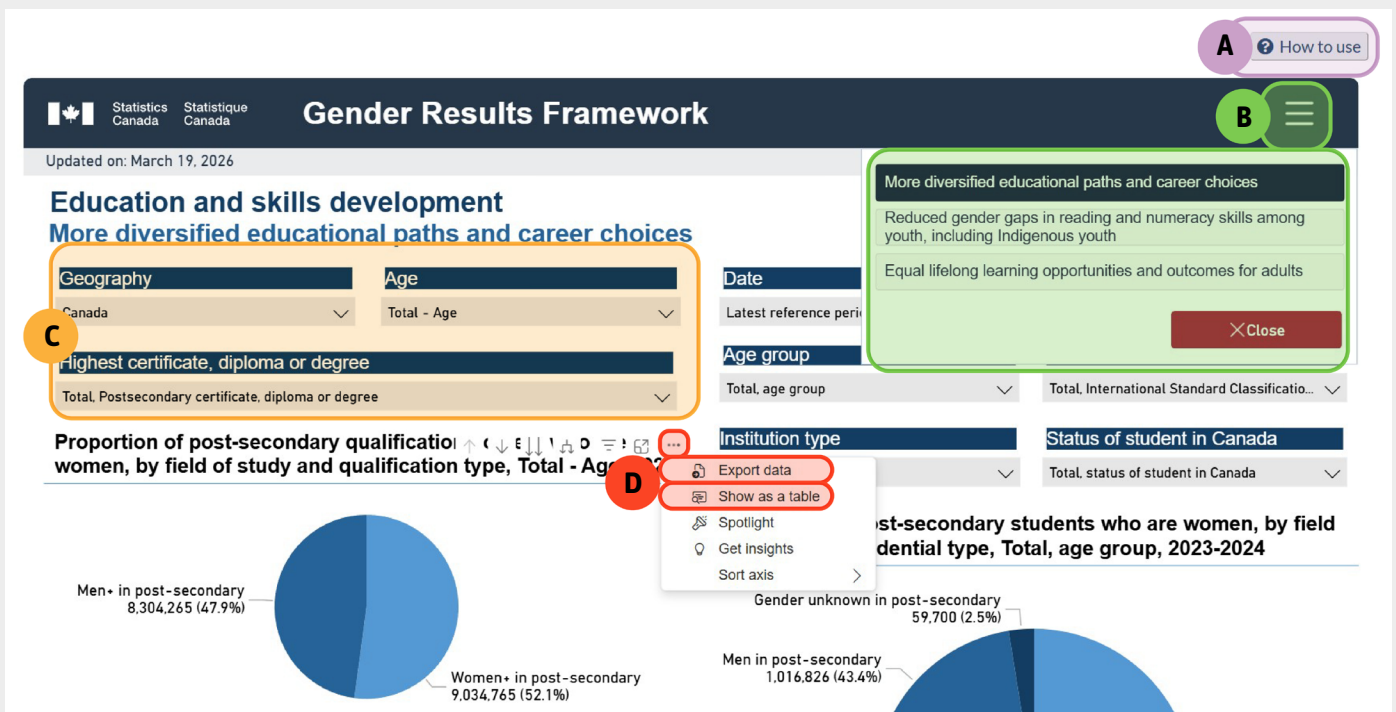 A
How to use
Statistics Canada
Statistique Canada
Gender Results Framework
B
Updated on: March 19, 2026
More diversified educational paths and career choices
Reduced gender gaps in reading and numeracy skills among
youth, including Indigenous youth
Equal lifelong learning opportunities and outcomes for adults
Close
Education and skills development
More diversified educational paths and career choices
C
Geography
Canada
Age
Total - Age
Highest certificate, diploma or degree
Total, Postsecondary certificate, diploma or degree
Date
Latest reference peri
Age group
Total, age group
Total, International Standard Classificatio...
Institution type
Status of student in Canada
Total, status of student in Canada
Proportion of post-secondary
women, by field of study and qualification type, Total -
D
Export data
Show as a table
Spotlight
Get insights
Sort axis
st-secondary students who are women, by field
dential type, Total, age group, 2023-2024
Men+ in post-secondary
8,304,265 (47.9%)
Women+ in post-secondary
9,034,765 (52.1%)
Gender unknown in post-secondary
59,700 (2.5%)
Men in post-secondary
1,016,826 (43.4%)